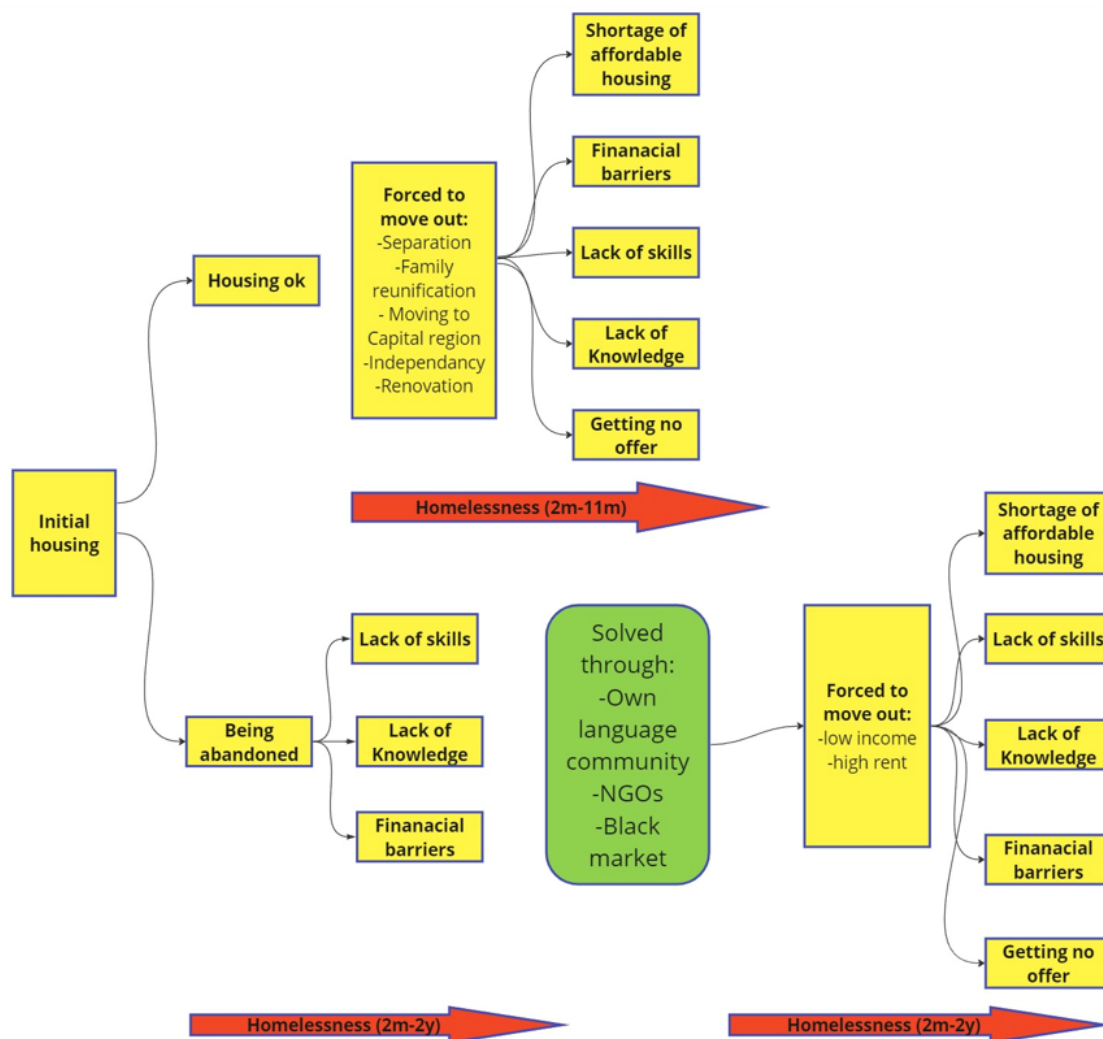 Shortage of
affordable
housing
Finanacial
barriers
Forced to
move out:
-Separation
-Family
reunification
- Moving to
Capital region
-Independancy
-Renovation
Lack of skills
Housing ok
Lack of
Knowledge
Getting no
offer
Initial
housing
Homelessness (2m-11m)
Being
abandoned
Lack of skills
Lack of
Knowledge
Finanacial
barriers
Solved
through:
-Own
language
community
-NGOs
-Black
market
Forced to
move out:
-low income
-high rent
Shortage of
affordable
housing
Lack of skills
Lack of
Knowledge
Finanacial
barriers
Getting no
offer
Homelessness (2m-2y)
Homelessness (2m-2y)